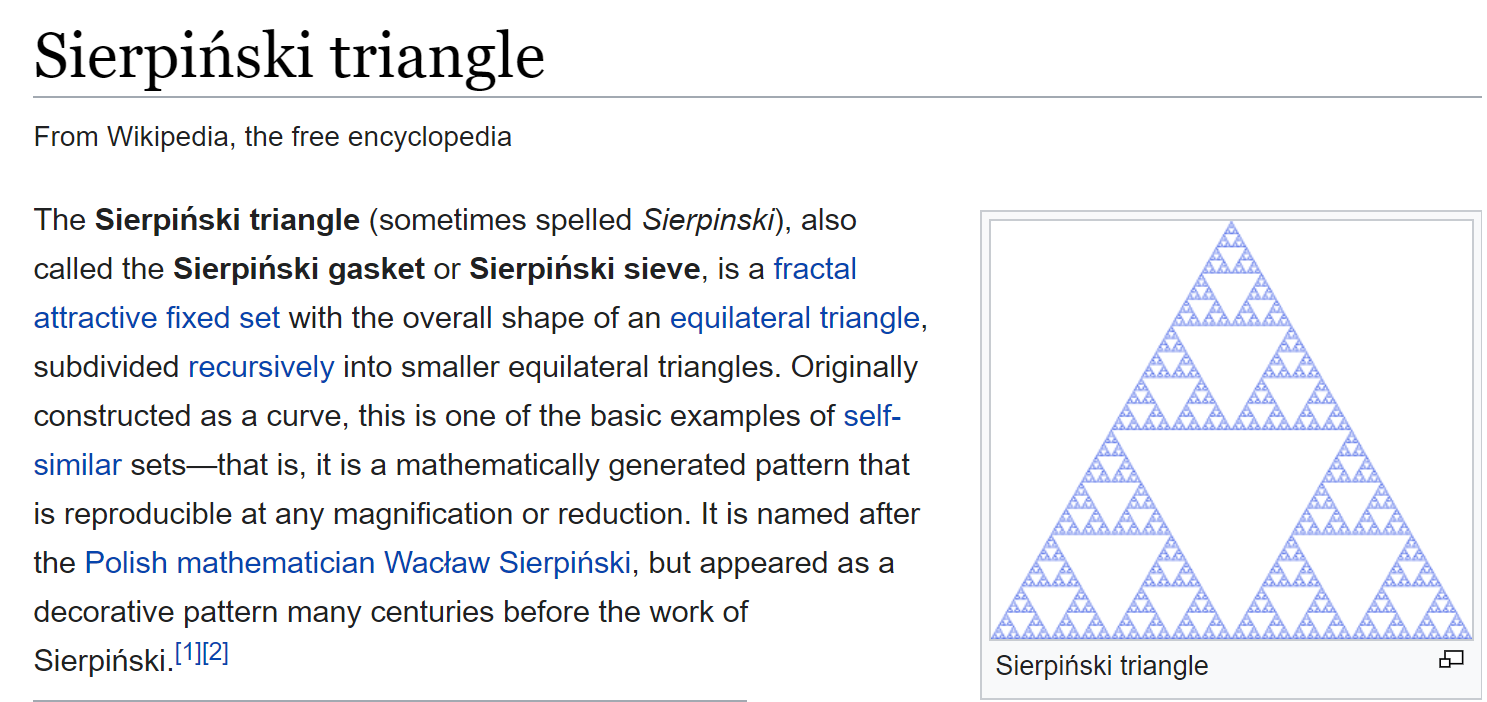 Sierpiński triangle
From Wikipedia, the free encyclopedia
The Sierpiński triangle (sometimes spelled Sierpinski), also
called the Sierpiński gasket or Sierpiński sieve, is a fractal
attractive fixed set with the overall shape of an equilateral triangle,
subdivided recursively into smaller equilateral triangles. Originally
constructed as a curve, this is one of the basic examples of self-
similar sets—that is, it is a mathematically generated pattern that
is reproducible at any magnification or reduction. It is named after
the Polish mathematician Wacław Sierpiński, but appeared as a
decorative pattern many centuries before the work of
Sierpiński.[1][2]
Sierpiński triangle